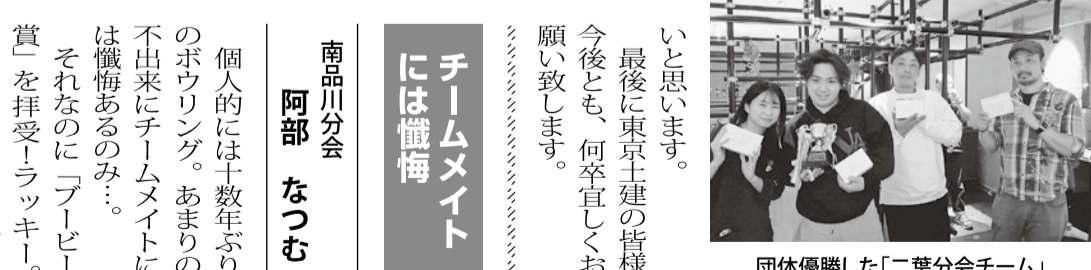 いと思います。
最後に東京土建の皆様
今後とも、何卒宜しくお
願い致します。
チームメイト
には懺悔
南品川分会
阿部 なつむ
個人的には十数年ぶり
のボウリング。あまりの
不出来にチームメイトに
は懺悔あるのみ…。
それなのに「ブービー
賞」を拝受!ラッキー。
団体優勝した「二葉分会チーム」